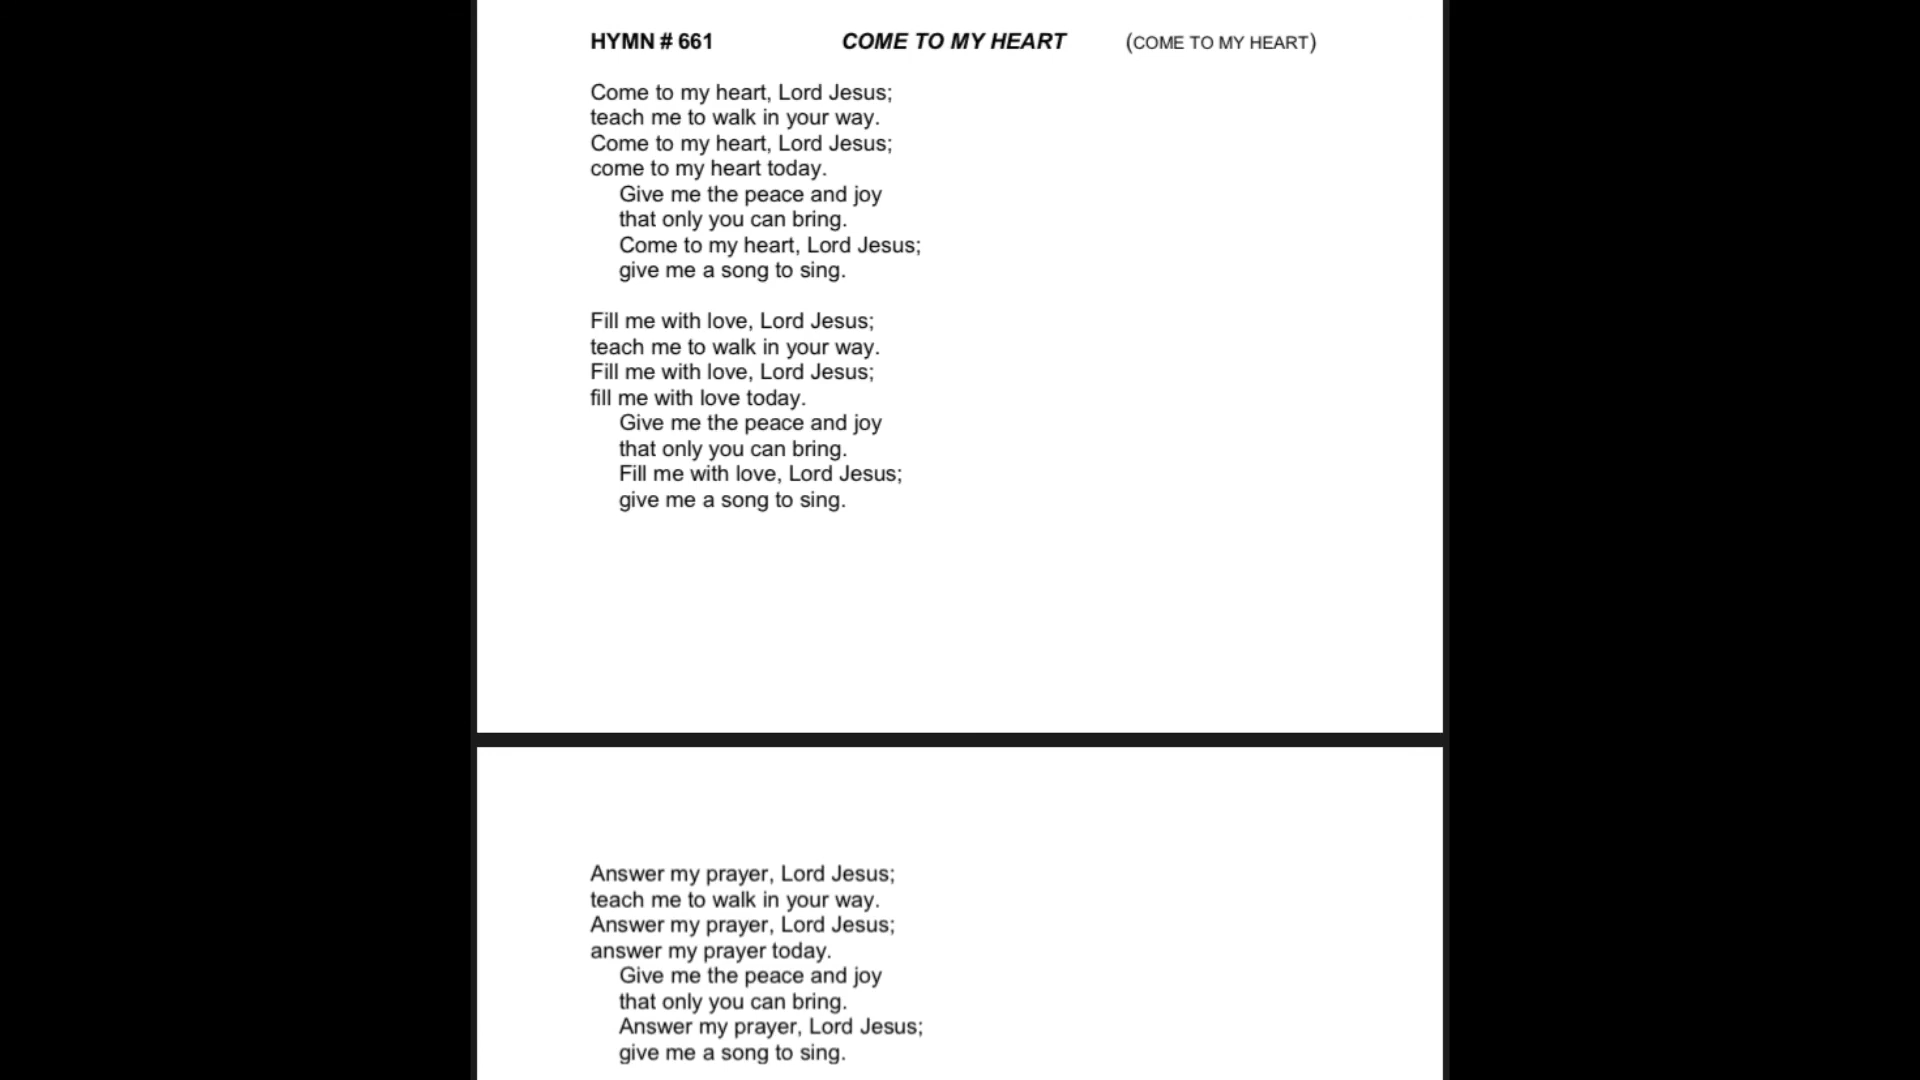 HYMN # 661 COME TO MY HEART (COME TO MY HEART)
Come to my heart, Lord Jesus;
teach me to walk in your way.
Come to my heart, Lord Jesus;
come to my heart today.
Give me the peace and joy
that only you can bring.
Come to my heart, Lord Jesus;
give me a song to sing.
Fill me with love, Lord Jesus;
teach me to walk in your way.
Fill me with love, Lord Jesus;
fill me with love today.
Give me the peace and joy
that only you can bring.
Fill me with love, Lord Jesus;
give me a song to sing.
Answer my prayer, Lord Jesus;
teach me to walk in your way.
Answer my prayer, Lord Jesus;
answer my prayer today.
Give me the peace and joy
that only you can bring.
Answer my prayer, Lord Jesus;
give me a song to sing.